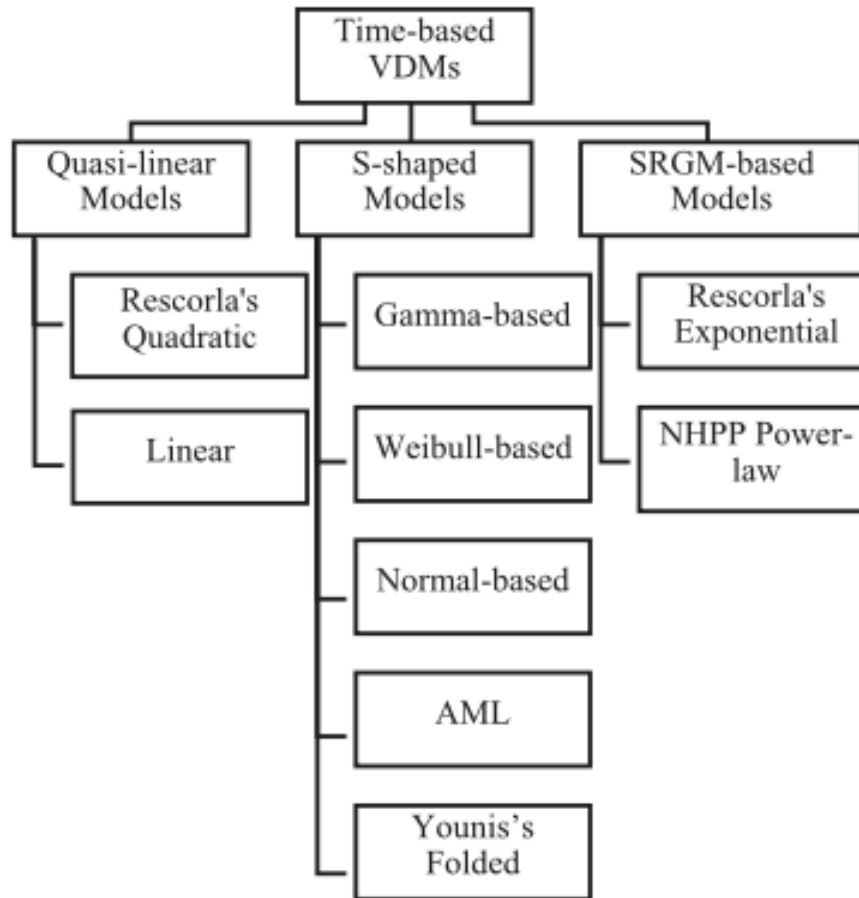 Time-based
VDMs
Quasi-linear
Models
S-shaped
Models
SRGM-based
Models
Rescorla's
Quadratic
Linear
Gamma-based
Weibull-based
Normal-based
AML
Younis’s
Folded
Rescorla's
Exponential
NHPP Power-
law